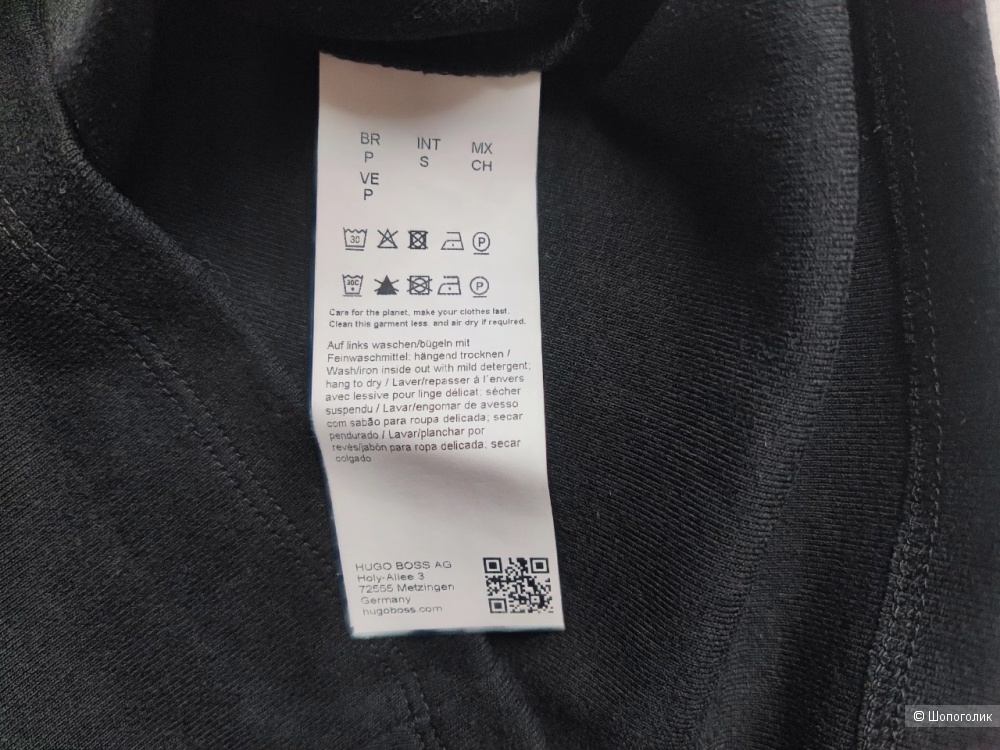 BR INT MX
P S CH
VE
P
30 P
30C P
Care for the planet, make your clothes last.
Clean this garment less, and air dry if required.
Auf links waschen/bügeln mit
Feinwaschmittel; hängend trocknen /
Wash/iron inside out with mild detergent;
hang to dry / Laver/repasser à l'envers
avec lessive pour linge délicat; sécher
suspendu / Lavar/engomar de avesso
com sabão para roupa delicada; secar
pendurado / Lavar/planchar por
revés/jabón para ropa delicada; secar
colgado
HUGO BOSS AG
Holy-Allee 3
72555 Metzingen
Germany
hugoboss.com
© Шопоголик